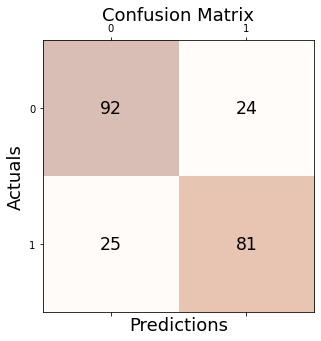 Confusion Matrix
0 1
0 92 24
Actuals
1 25 81
Predictions